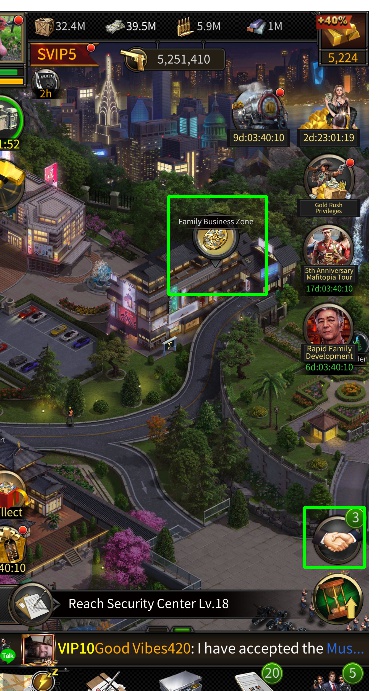 32.4M 39.5M 5.9M 1M +40%
SVIP5 5,251,410 5,224
2h
1:52
9d:03:40:10 2d:23:01:19
Gold Rush
Privileges
Family Business Zone
5th Anniversary
Mafitopia Tour
17d:03:40:10
Rapid Family
Development
6d:03:40:10
llect
3
40:10
Reach Security Center Lv.18
Talk
VIP10Good Vibes420: I have accepted the Mus...
Z
20 5